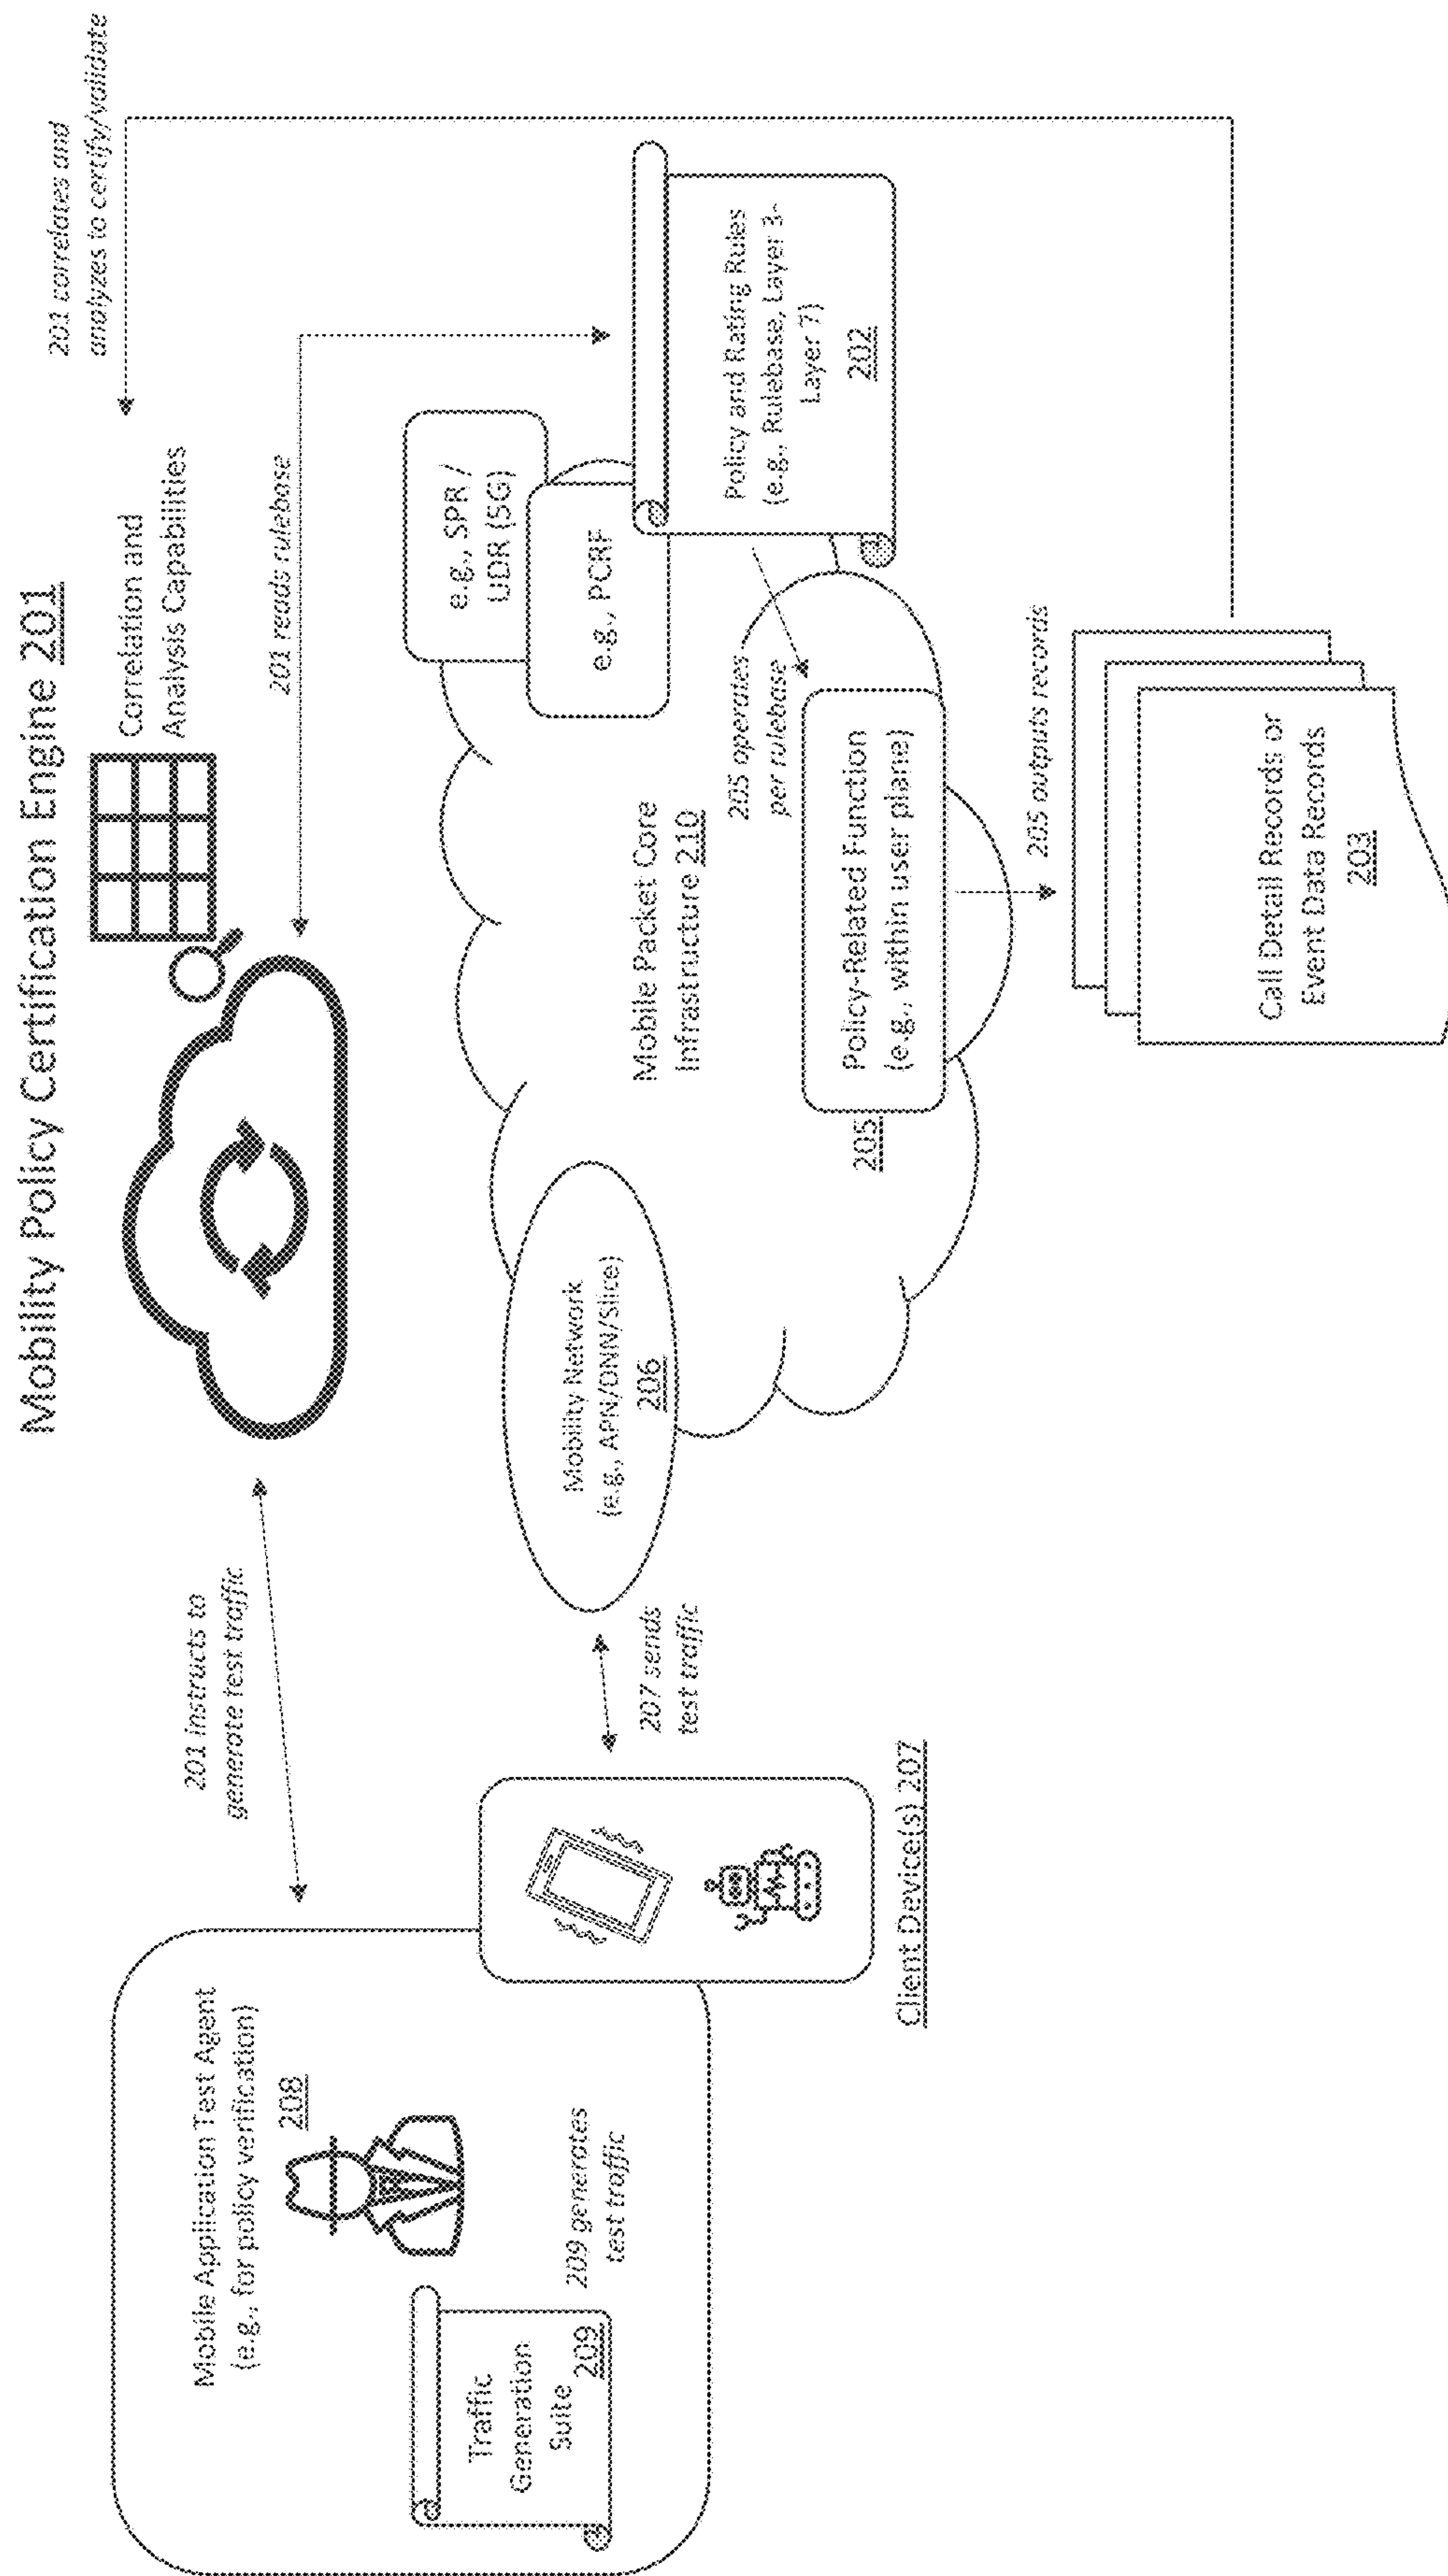 Mobility Policy Certification Engine 201
Correlation and
Analysis Capabilities
201 correlates and
analyzes to certify/validate
201 reads rulebase
201 instructs to
generate test traffic
Mobile Application Test Agent
(e.g., for policy verification)
208
Traffic
Generation
Suite
209
209 generates
test traffic
Client Device(s) 207
207 sends
test traffic
Mobility Network
(e.g., APN/DNN/Slice)
206
Mobile Packet Core
Infrastructure 210
e.g., SPR /
UDR (5G)
e.g., PCRF
Policy and Rating Rules
(e.g., Rulebase, Layer 3-
Layer 7)
202
205 operates
per rulebase
Policy-Related Function
(e.g., within user plane)
205
205 outputs records
Call Detail Records or
Event Data Records
203